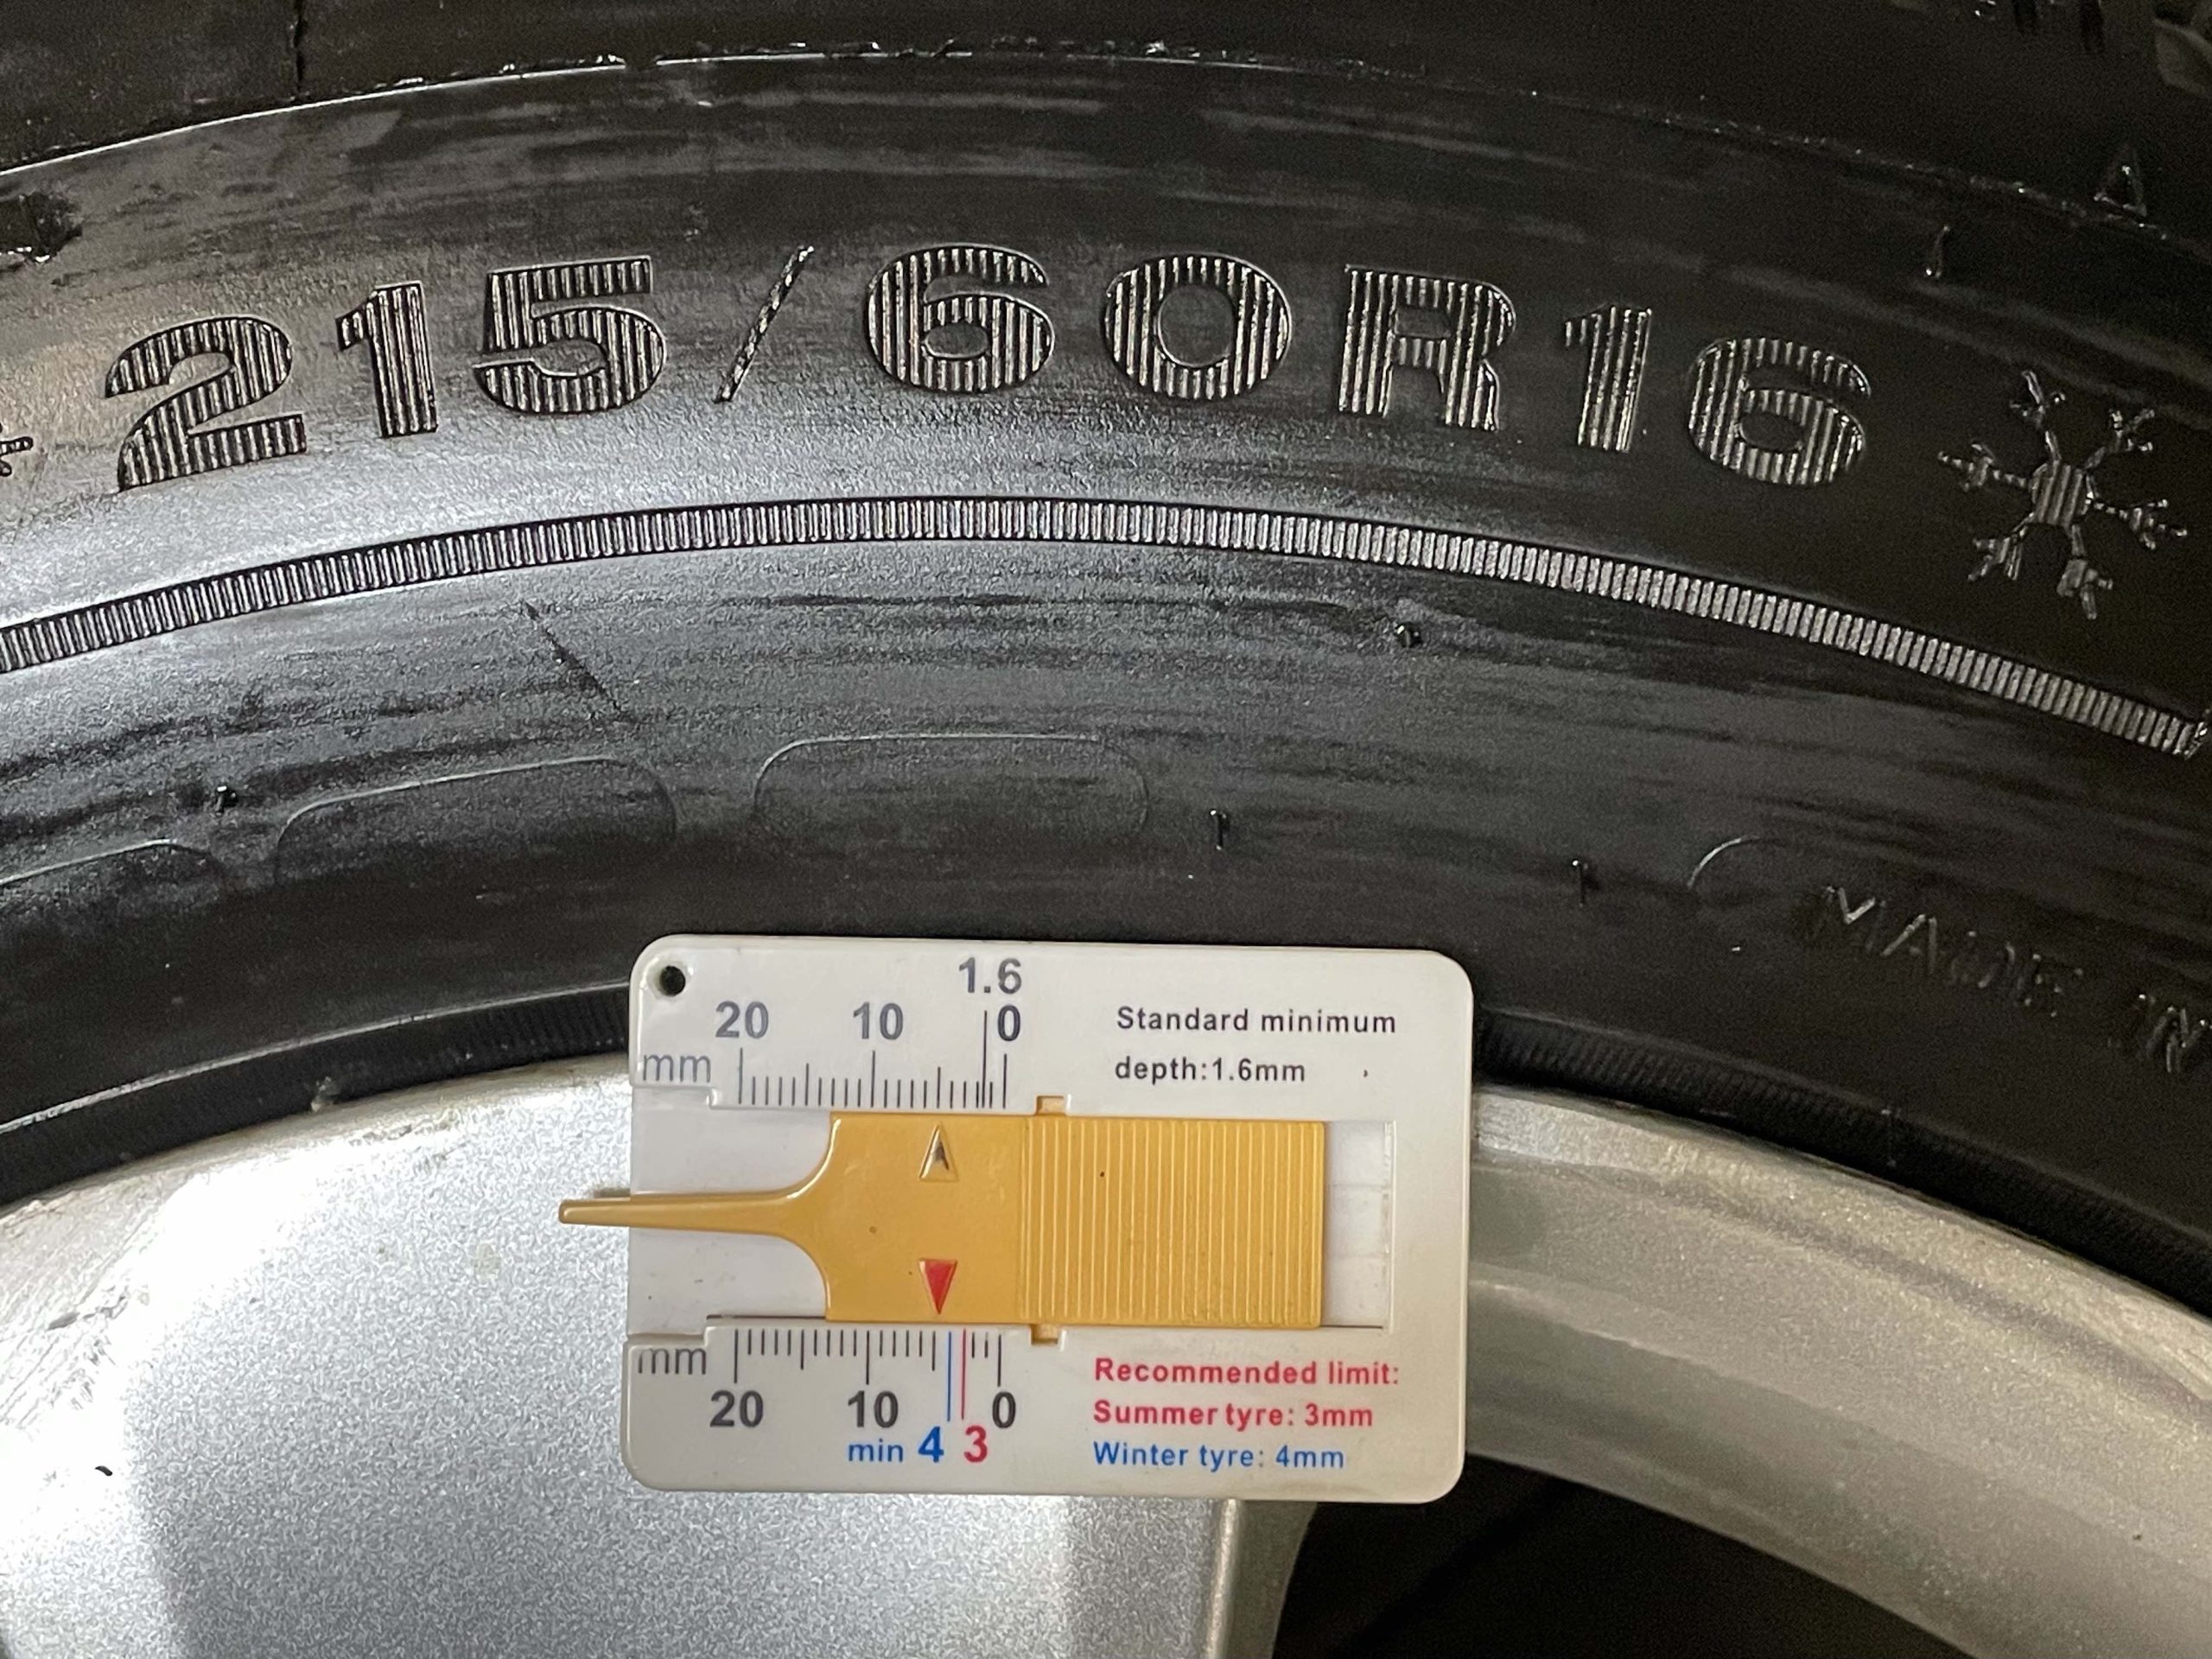 215/60R16
MADE IN
1.6
20 10 0
mm
Standard minimum
depth:1.6mm
mm
20 10 0
min 4 3
Recommended limit:
Summer tyre: 3mm
Winter tyre: 4mm